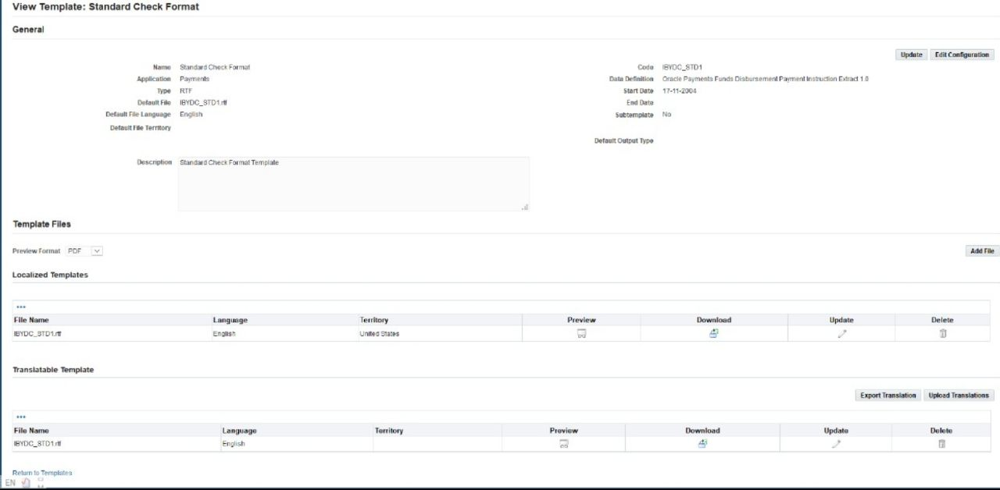 View Template: Standard Check Format
General
Update Edit Configuration
Name Standard Check Format Code IBYDC_STD1
Application Payments Data Definition Oracle Payments Funds Disbursement Payment Instruction Extract 1.0
Type RTF Start Date 17-11-2004
Default File IBYDC_STD1.rtf End Date
Default File Language English Subtemplate No
Default File Territory
Default Output Type
Description Standard Check Format Template
Template Files
Preview Format PDF Add File
Localized Templates
File Name Language Territory Preview Download Update Delete
IBYDC_STD1.rtf English United States
Translatable Template
Export Translation Upload Translations
File Name Language Territory Preview Download Update Delete
IBYDC_STD1.rtf English
Return to Templates
EN